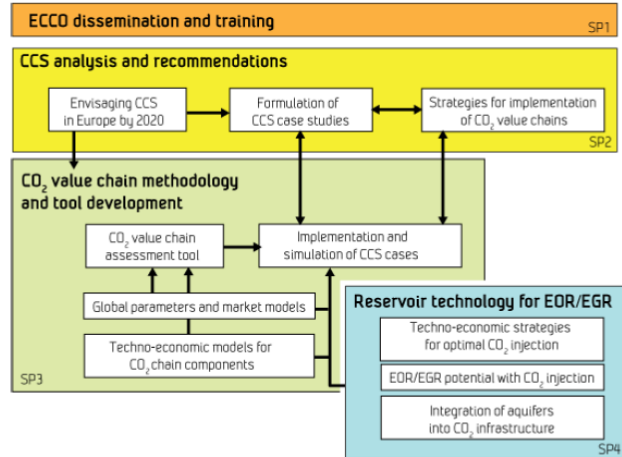 ECCO dissemination and training
SP1
CCS analysis and recommendations
Envisaging CCS
in Europe by 2020
Formulation of
CCS case studies
Strategies for implementation
of CO₂ value chains
SP2
CO₂ value chain methodology
and tool development
CO₂ value chain
assessment tool
Implementation and
simulation of CCS cases
Global parameters and market models
Techno-economic models for
CO₂ chain components
SP3
Reservoir technology for EOR/EGR
Techno-economic strategies
for optimal CO₂ injection
EOR/EGR potential with CO₂ injection
Integration of aquifers
into CO₂ infrastructure
SP4